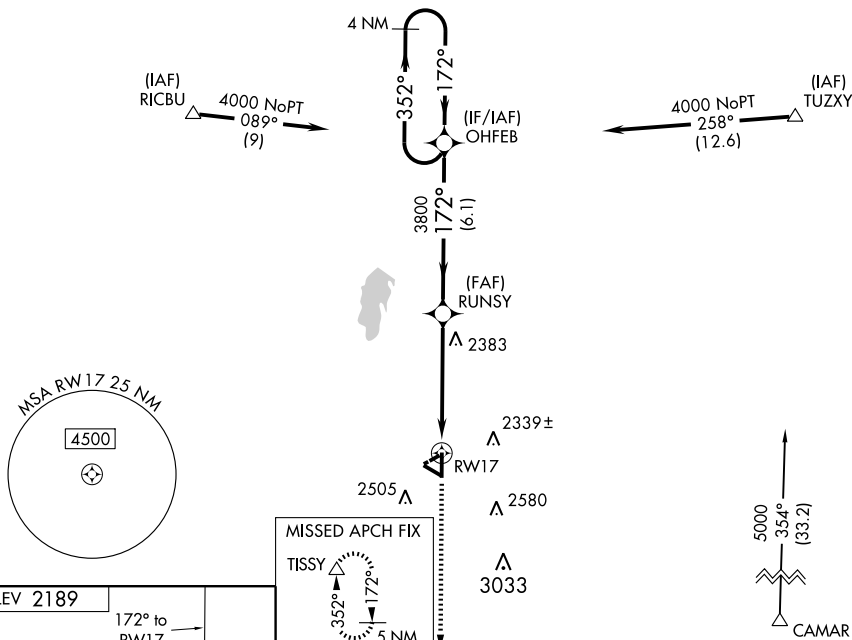 4 NM
352°
172°
(IAF)
RICBU
4000 NoPT
089°
(9)
(IF/IAF)
OHFEB
(IAF)
TUZXY
4000 NoPT
258°
(12.6)
3800
172°
(6.1)
(FAF)
RUNSY
2383
MSA RW17 25 NM
4500
2339±
RW17
2505
2580
3033
MISSED APCH FIX
TISSY
352°
172°
5 NM
5000
354°
(33.2)
CAMAR
EV 2189
172° to
RW17